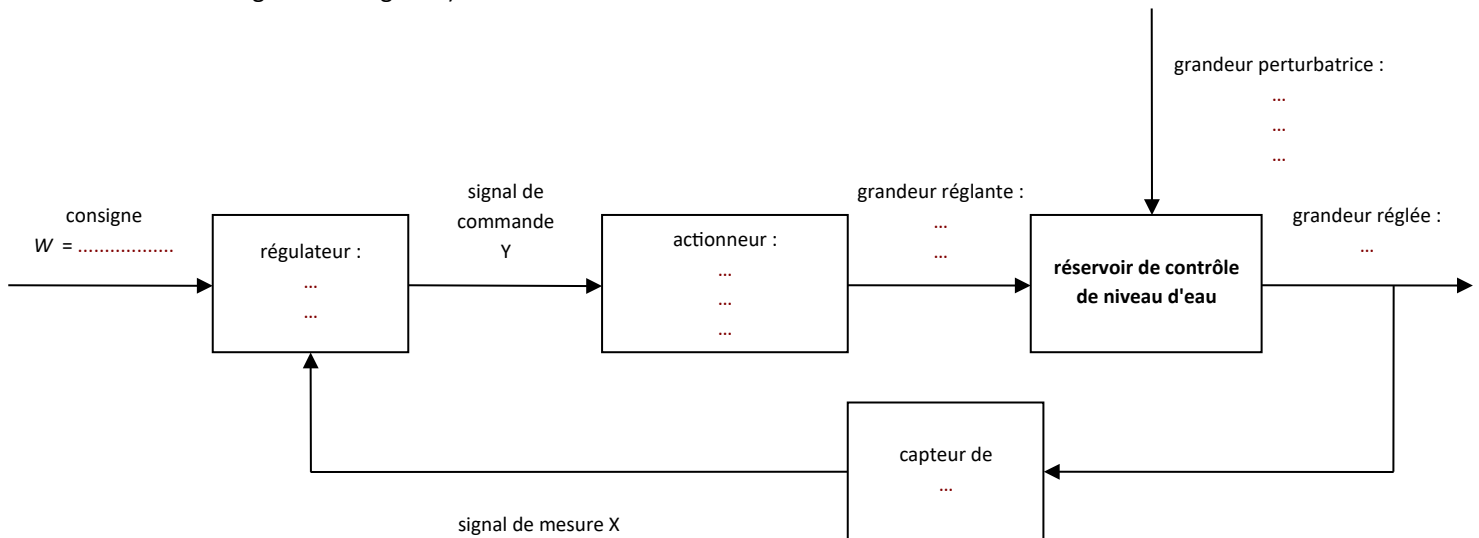 grandeur perturbatrice :
...
...
...
consigne
W = ..................
régulateur :
...
...
signal de
commande
Y
actionneur :
...
...
...
grandeur réglante :
...
...
réservoir de contrôle
de niveau d'eau
grandeur réglée :
...
capteur de
...
signal de mesure X